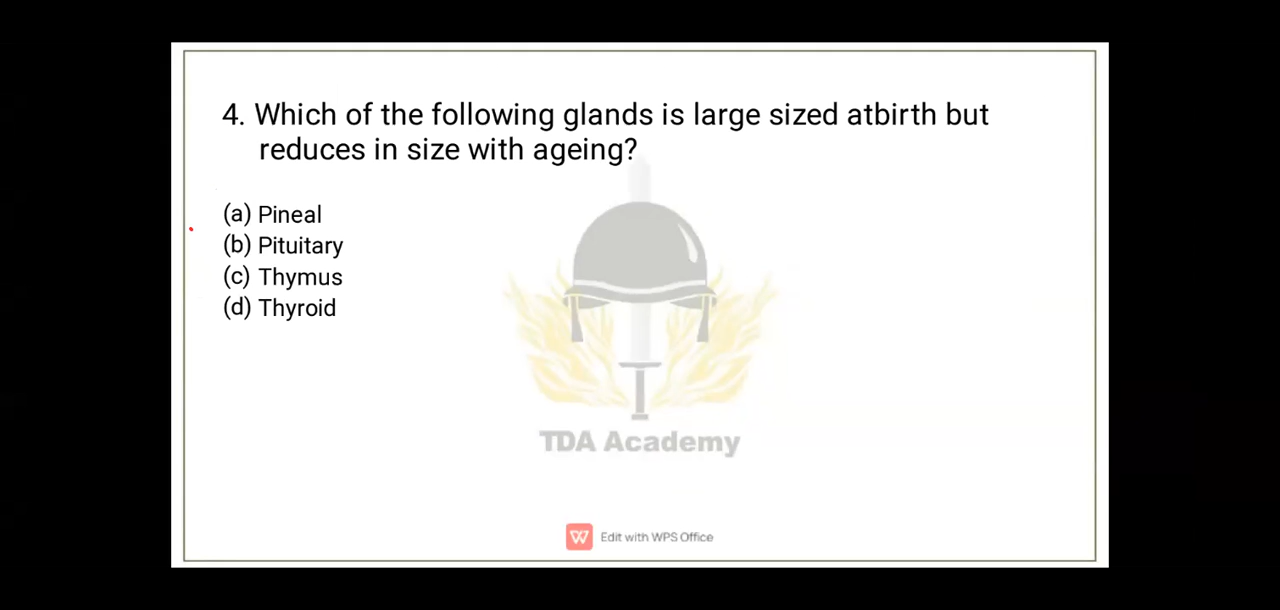 4. Which of the following glands is large sized atbirth but
reduces in size with ageing?
(a) Pineal
(b) Pituitary
(c) Thymus
(d) Thyroid
TDA Academy
Edit with WPS Office